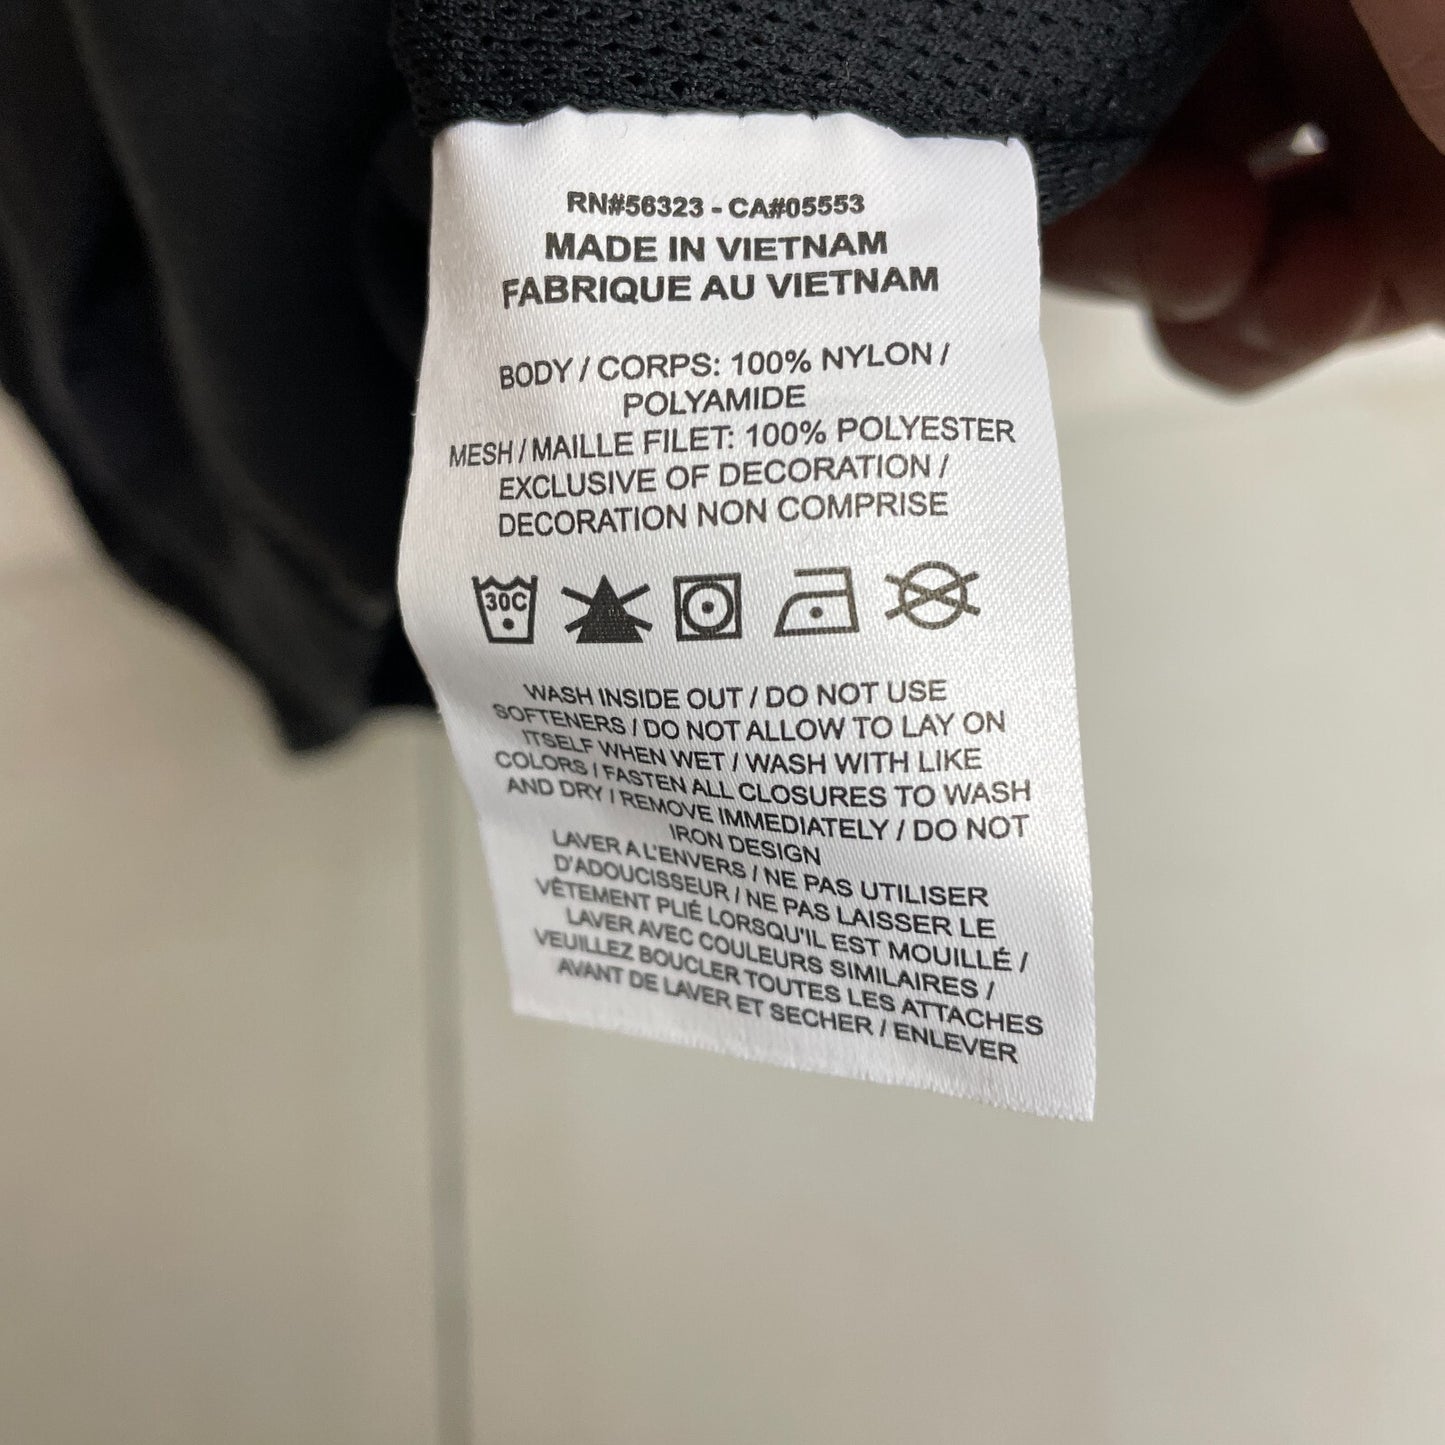 RN#56323 - CA#05553
MADE IN VIETNAM
FABRIQUE AU VIETNAM
BODY / CORPS: 100% NYLON /
POLYAMIDE
MESH / MAILLE FILET: 100% POLYESTER
EXCLUSIVE OF DECORATION /
DECORATION NON COMPRISE
30C
WASH INSIDE OUT / DO NOT USE
SOFTENERS / DO NOT ALLOW TO LAY ON
ITSELF WHEN WET / WASH WITH LIKE
COLORS / FASTEN ALL CLOSURES TO WASH
AND DRY / REMOVE IMMEDIATELY / DO NOT
IRON DESIGN
LAVER A L'ENVERS / NE PAS UTILISER
D'ADOUCISSEUR / NE PAS LAISSER LE
VÊTEMENT PLIÉ LORSQU'IL EST MOUILLÉ /
LAVER AVEC COULEURS SIMILAIRES /
VEUILLEZ BOUCLER TOUTES LES ATTACHES
AVANT DE LAVER ET SECHER / ENLEVER